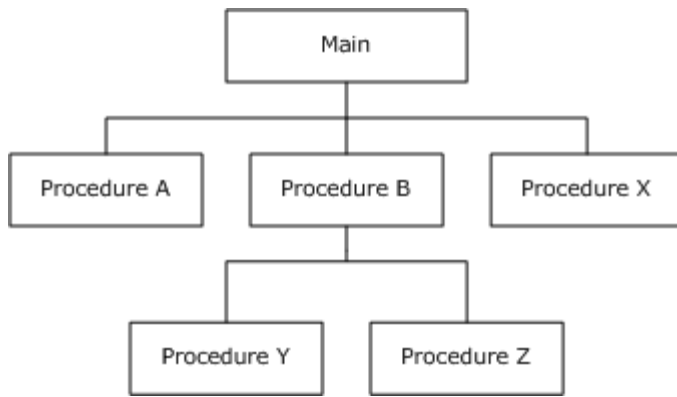 Main
Procedure A
Procedure B
Procedure X
Procedure Y
Procedure Z